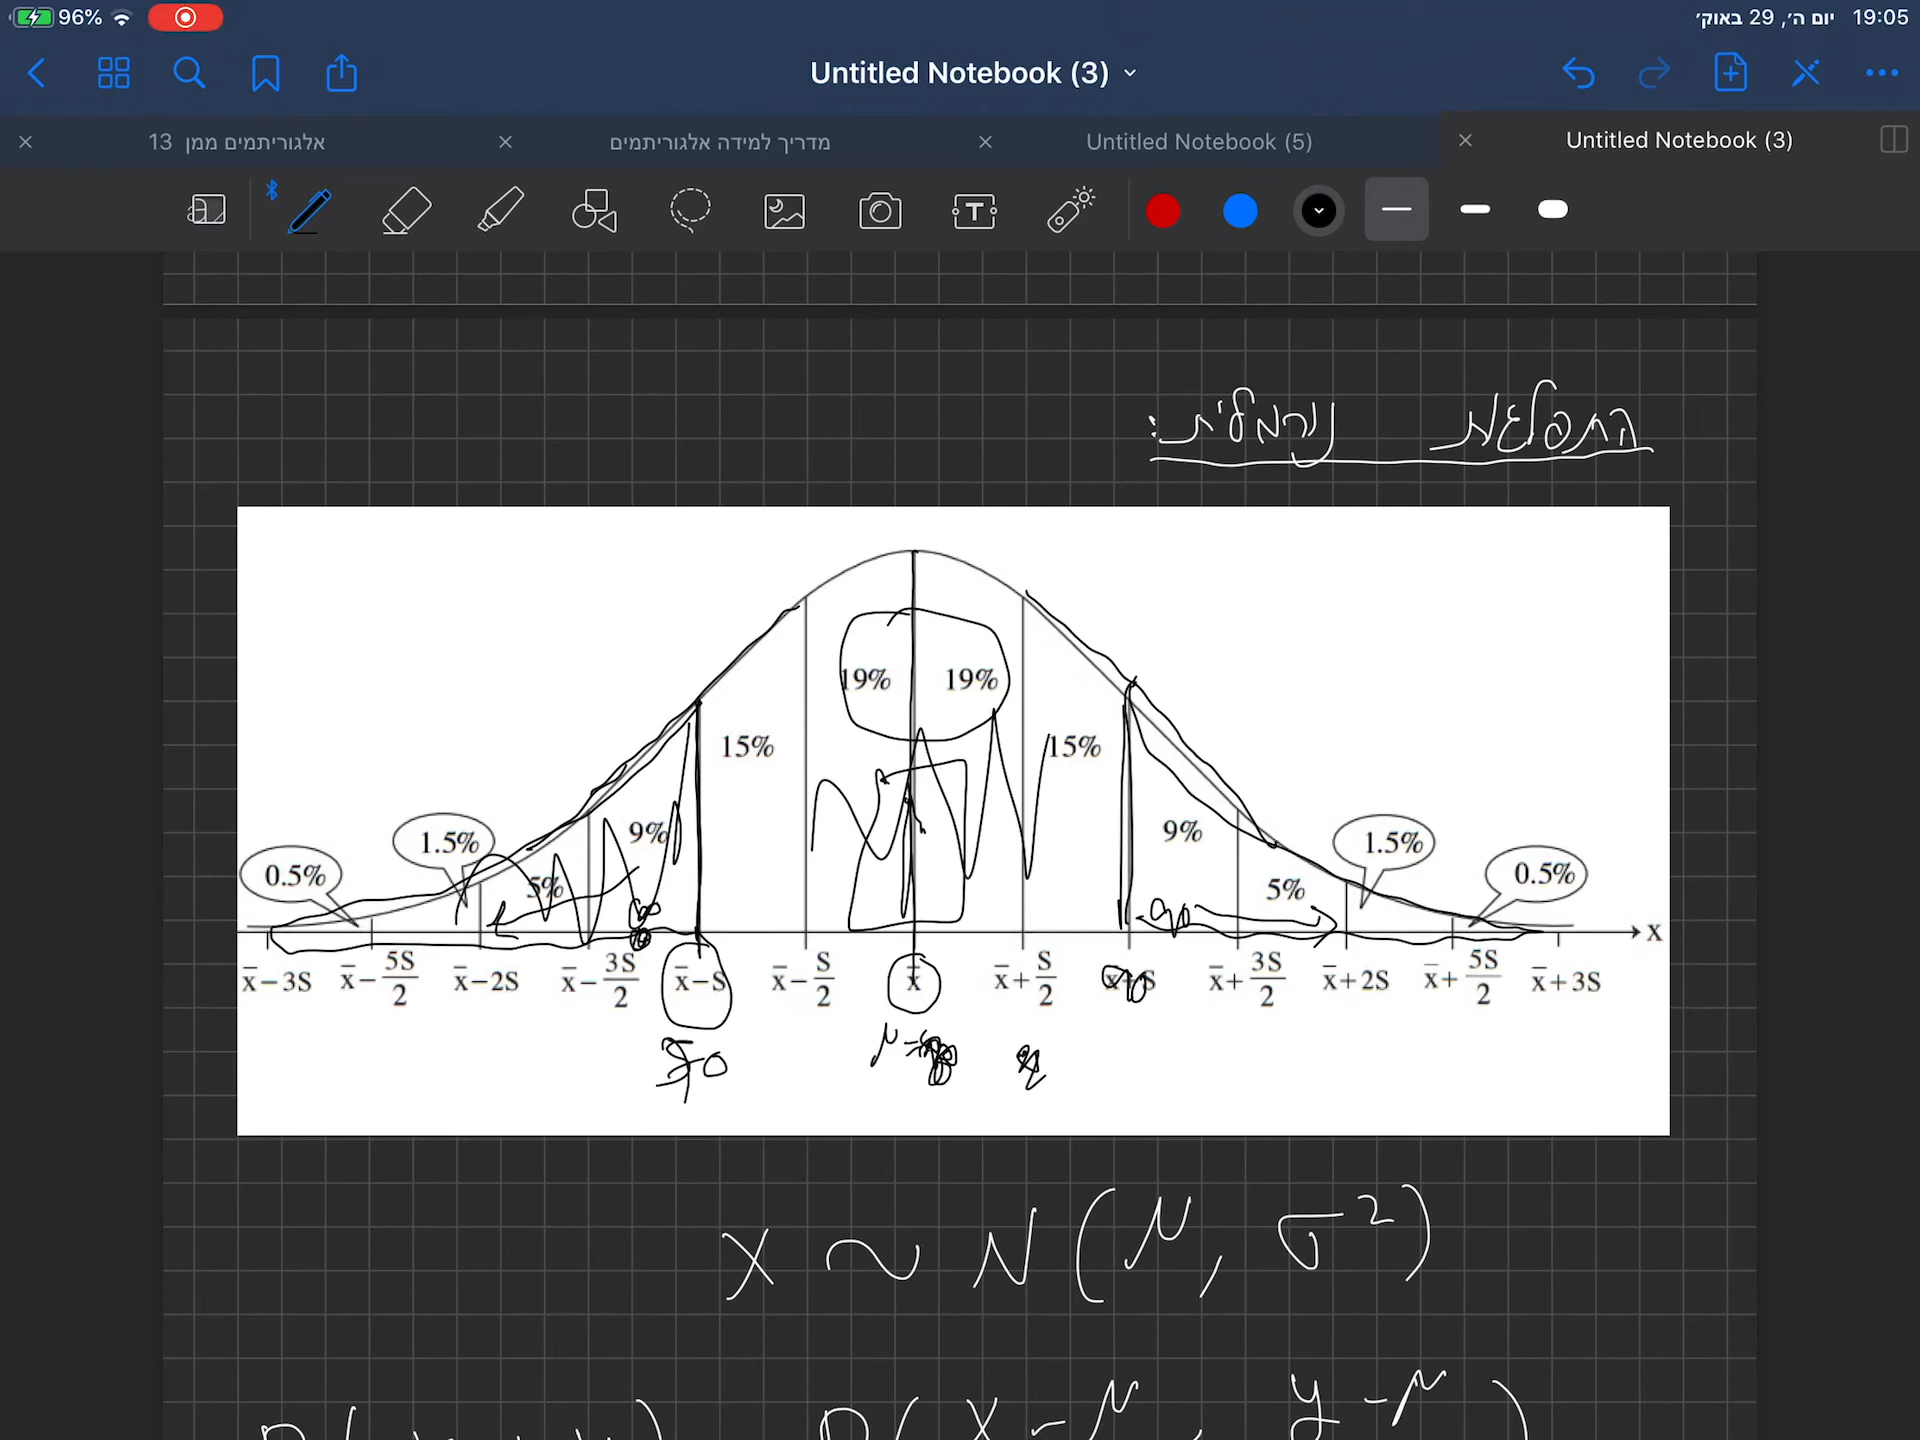 96% יום ה׳, 29 באוק׳ 19:05
Untitled Notebook (3)
אלגוריתמים ממן 13 מדריך למידה אלגוריתמים Untitled Notebook (5) Untitled Notebook (3)
התפלגות נורמלית:
19% 19%
15% 15%
9% 9%
1.5% 1.5%
0.5% 5% 5% 0.5%
90
x
x̄−3S x̄−5S/2 x̄−2S x̄−3S/2 x̄−S x̄−S/2 x̄ x̄+S/2 x̄+3S/2 x̄+2S x̄+5S/2 x̄+3S
μ=
X ~ N(μ, σ²)
X−μ, y−μ